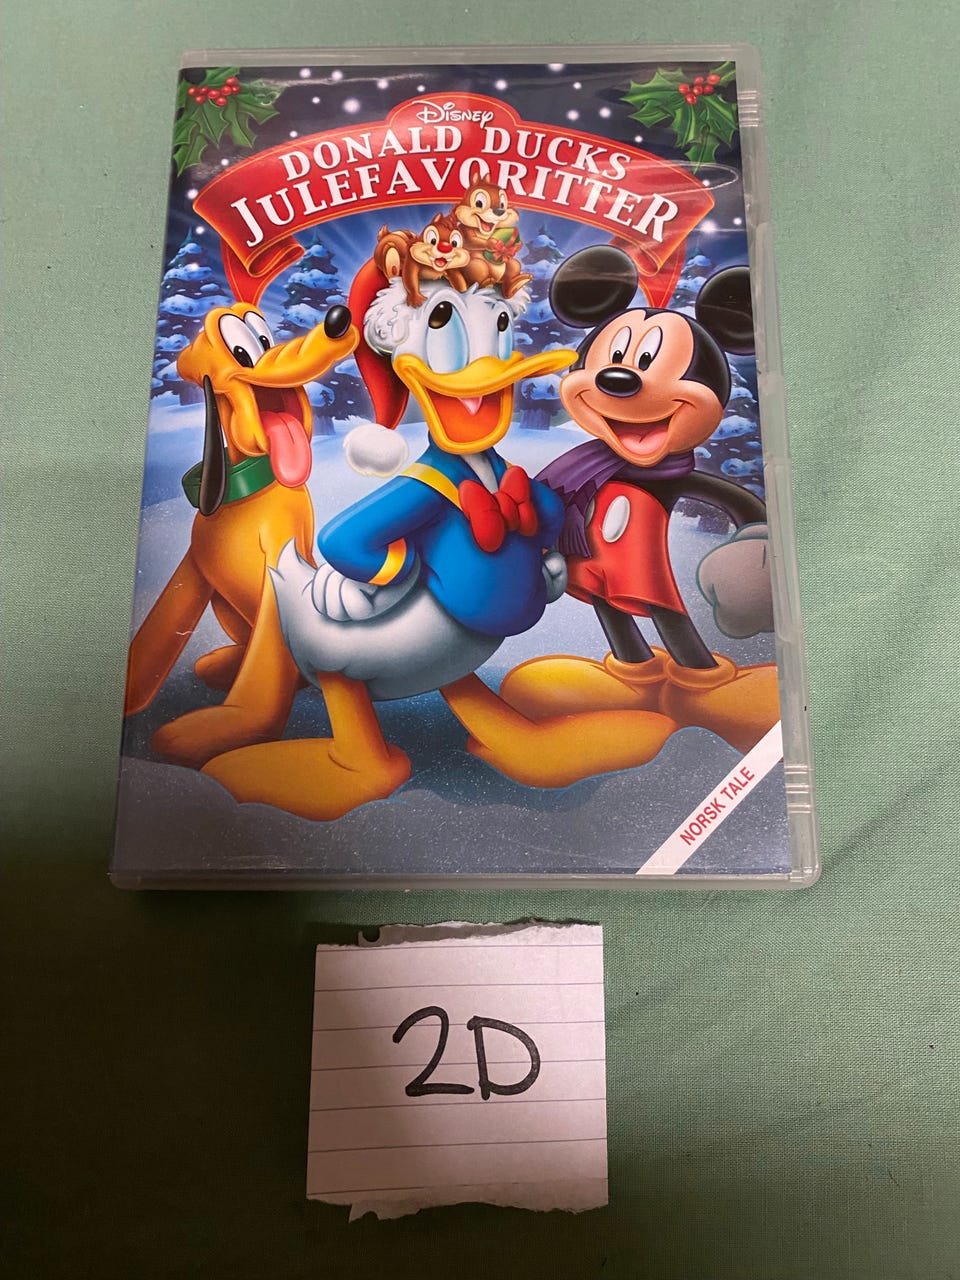 Disney
DONALD DUCKS
JULEFAVORITTER
NORSK TALE
2D